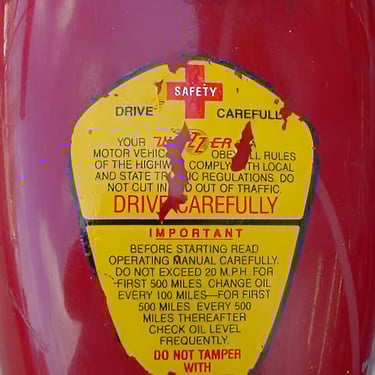 SAFETY
DRIVE CAREFULLY
YOUR IS A
MOTOR VEHICLE OBEY ALL RULES
OF THE HIGHWAY COMPLY WITH LOCAL
AND STATE TRAFFIC REGULATIONS. DO
NOT CUT IN AND OUT OF TRAFFIC.
DRIVE CAREFULLY
IMPORTANT
BEFORE STARTING READ
OPERATING MANUAL CAREFULLY.
DO NOT EXCEED 20 M.P.H. FOR
FIRST 500 MILES. CHANGE OIL
EVERY 100 MILES—FOR FIRST
500 MILES. EVERY 500
MILES THEREAFTER
CHECK OIL LEVEL
FREQUENTLY.
DO NOT TAMPER
WITH